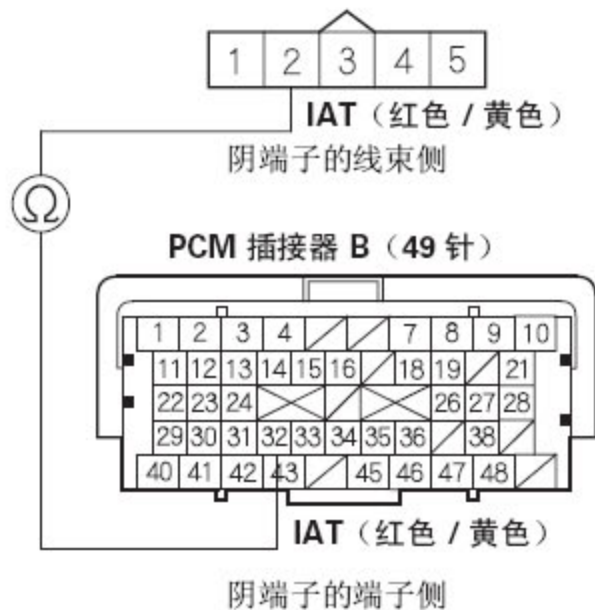 1 2 3 4 5
IAT（红色 / 黄色）
阴端子的线束侧
Ω
PCM 插接器 B（49 针）
1 2 3 4 7 8 9 10
11 12 13 14 15 16 18 19 21
22 23 24 26 27 28
29 30 31 32 33 34 35 36 38
40 41 42 43 45 46 47 48
IAT（红色 / 黄色）
阴端子的端子侧